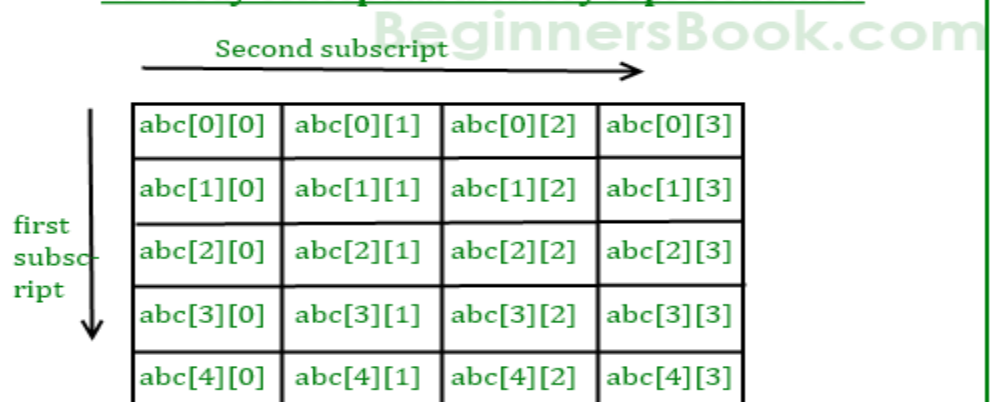 BeginnersBook.com
Second subscript
abc[0][0] abc[0][1] abc[0][2] abc[0][3]
abc[1][0] abc[1][1] abc[1][2] abc[1][3]
first
subsc-
ript
abc[2][0] abc[2][1] abc[2][2] abc[2][3]
abc[3][0] abc[3][1] abc[3][2] abc[3][3]
abc[4][0] abc[4][1] abc[4][2] abc[4][3]